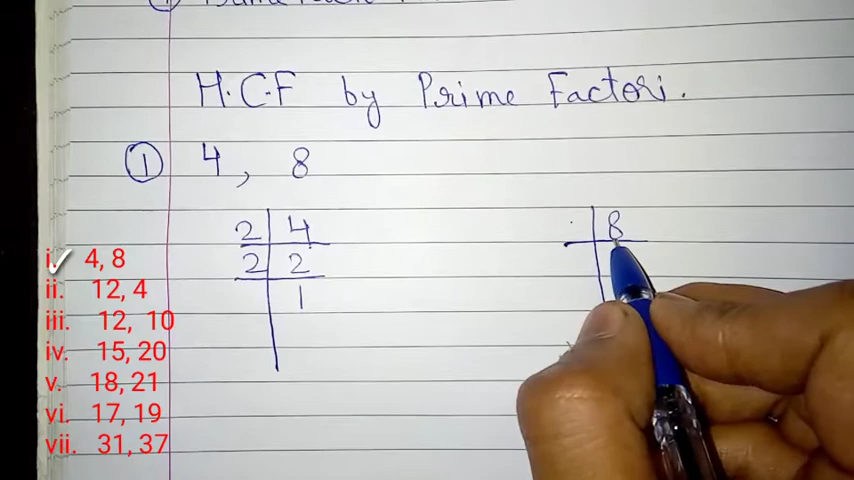 H.C.F by Prime Factori.
① 4, 8
2 4
2 2
1
8
i. 4, 8
ii. 12, 4
iii. 12, 10
iv. 15, 20
v. 18, 21
vi. 17, 19
vii. 31, 37